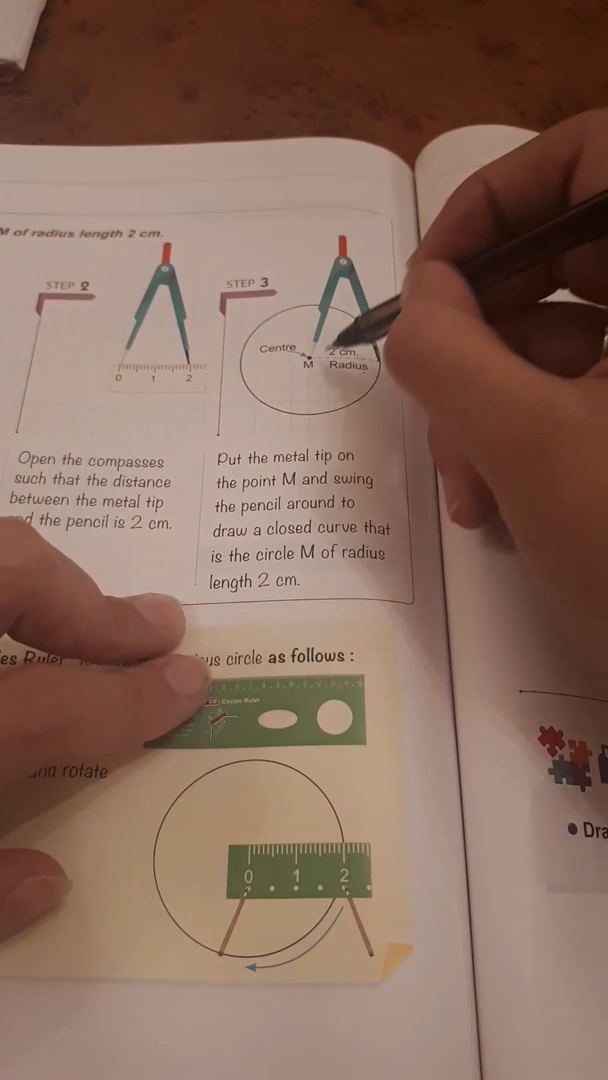 M of radius length 2 cm.
STEP 2
0 1 2
Open the compasses
such that the distance
between the metal tip
the pencil is 2 cm.
STEP 3
Centre
2 cm.
M Radius
Put the metal tip on
the point M and swing
the pencil around to
draw a closed curve that
is the circle M of radius
length 2 cm.
circle as follows :
Circles Ruler
rotate
0 1 2